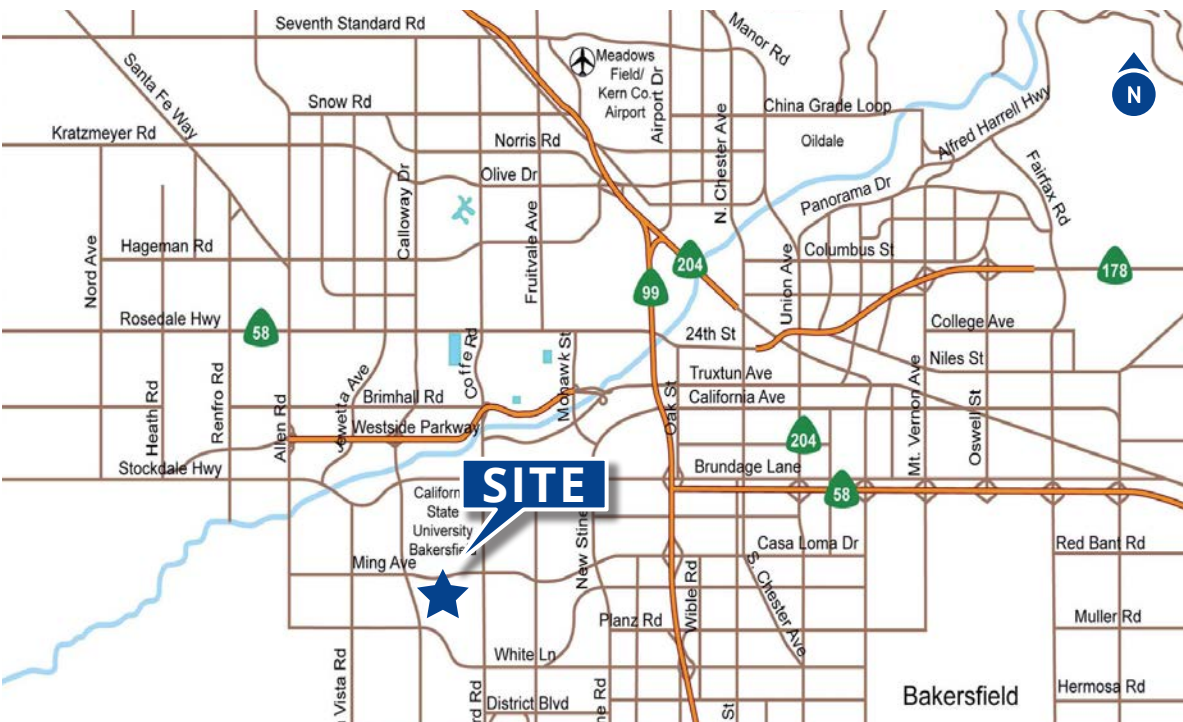 Seventh Standard Rd
Manor Rd
Santa Fe Way
Meadows
Field/
Kern Co.
Airport
Airport Dr
N
Snow Rd
China Grade Loop
Alfred Harrell Hwy
Kratzmeyer Rd
Norris Rd
N. Chester Ave
Oildale
Olive Dr
Fairfax Rd
Panorama Dr
Calloway Dr
Fruitvale Ave
Nord Ave
Hageman Rd
Columbus St
Union Ave
204
178
99
Rosedale Hwy
58
24th St
College Ave
Mohawk St
Niles St
Truxtun Ave
Mt. Vernon Ave
Oswell St
Heath Rd
Renfro Rd
Allen Rd
Jewetta Ave
Brimhall Rd
Oak St
California Ave
Westside Parkway
204
Stockdale Hwy
Brundage Lane
SITE
58
State
University
New Stine
Casa Loma Dr
Red Bant Rd
Ming Ave
Wible Rd
S. Chester Ave
Planz Rd
Muller Rd
White Ln
Vista Rd
District Blvd
Bakersfield
Hermosa Rd
St